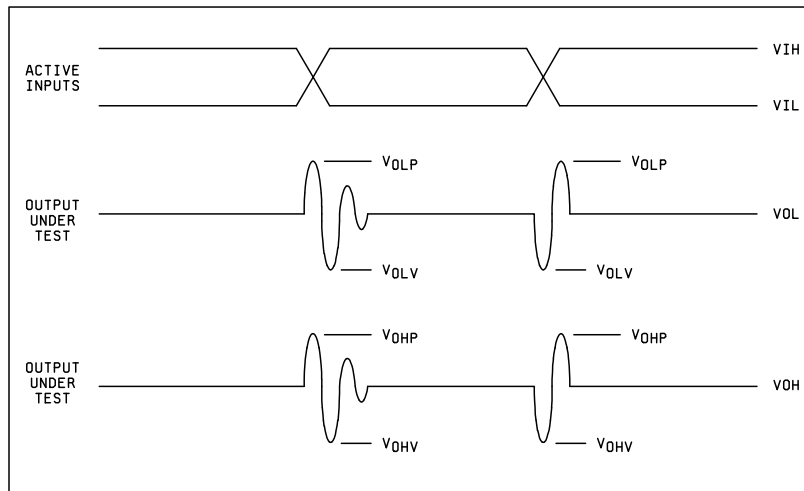 VIH
ACTIVE
INPUTS
VIL
VOLP
VOLP
OUTPUT
UNDER
TEST
VOL
VOLV
VOLV
VOHP
VOHP
OUTPUT
UNDER
TEST
VOH
VOHV
VOHV